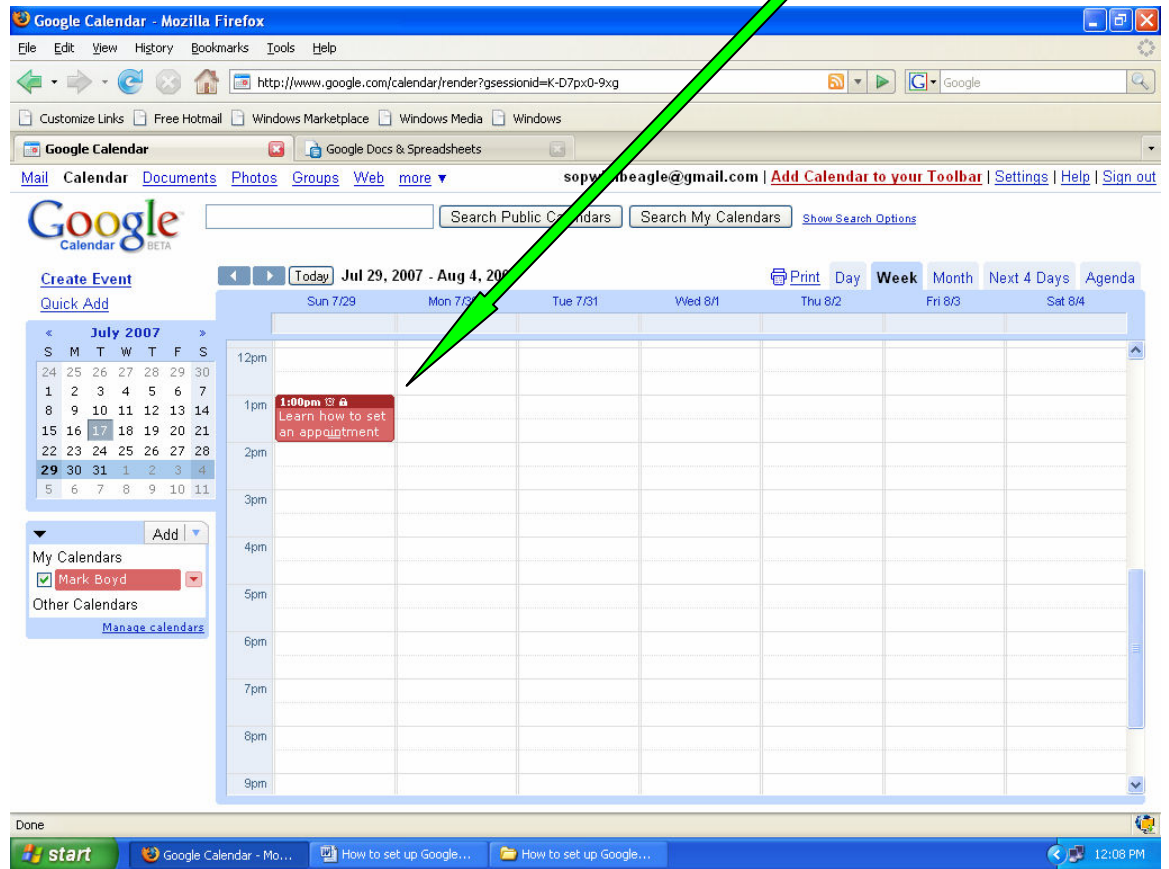 Google Calendar - Mozilla Firefox
File Edit View History Bookmarks Tools Help
http://www.google.com/calendar/render?gsessionid=K-D7px0-9xg
G Google
Customize Links Free Hotmail Windows Marketplace Windows Media Windows
Google Calendar Google Docs & Spreadsheets
Mail Calendar Documents Photos Groups Web more ▼ | Add Calendar to your Toolbar | Settings | Help | Sign out
Google Calendar BETA
Search Public Calendars Search My Calendars Show Search Options
Create Event
Quick Add
Today Jul 29, 2007 - Aug 4, Print Day Week Month Next 4 Days Agenda
Sun 7/29 Mon 7/30 Tue 7/31 Wed 8/1 Thu 8/2 Fri 8/3 Sat 8/4
« July 2007 »
S M T W T F S
24 25 26 27 28 29 30
1 2 3 4 5 6 7
8 9 10 11 12 13 14
15 16 17 18 19 20 21
22 23 24 25 26 27 28
29 30 31 1 2 3 4
5 6 7 8 9 10 11
Add
My Calendars
Mark Boyd
Other Calendars
Manage calendars
12pm
1pm
1:00pm
Learn how to set
an appointment
2pm
3pm
4pm
5pm
6pm
7pm
8pm
9pm
Done
start Google Calendar - Mo... How to set up Google... How to set up Google... 12:08 PM